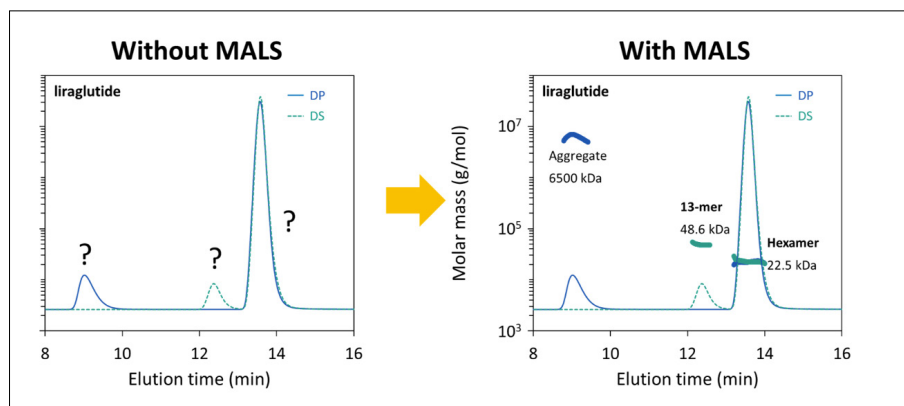 Without MALS
liraglutide
DP
DS
?
?
?
8
10
12
14
16
Elution time (min)
With MALS
liraglutide
DP
DS
Molar mass (g/mol)
10⁷
10⁵
10³
Aggregate
6500 kDa
13-mer
48.6 kDa
Hexamer
22.5 kDa
8
10
12
14
16
Elution time (min)